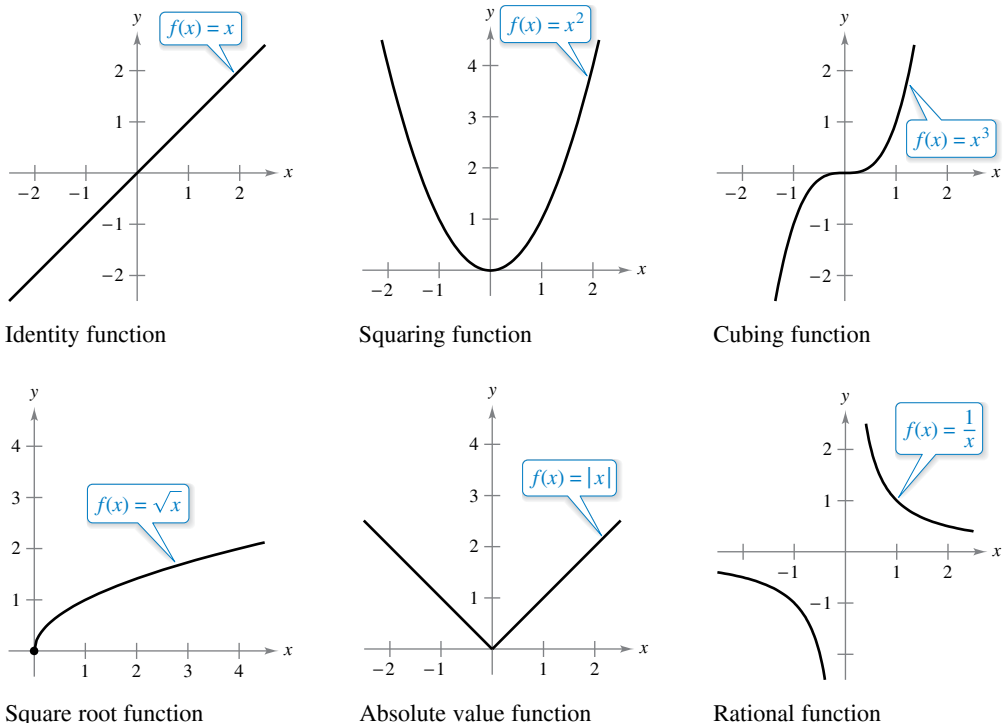 y
f(x) = x
2
1
x
−2 −1 1 2
−1
−2
Identity function
y
f(x) = x²
4
3
2
1
x
−2 −1 1 2
Squaring function
y
2
1
f(x) = x³
x
−2 −1 1 2
−1
−2
Cubing function
y
4
3
f(x) = √x
2
1
x
1 2 3 4
Square root function
y
4
3
f(x) = |x|
2
1
x
−2 −1 1 2
Absolute value function
y
f(x) = 1/x
2
1
x
−1 1 2
−1
Rational function